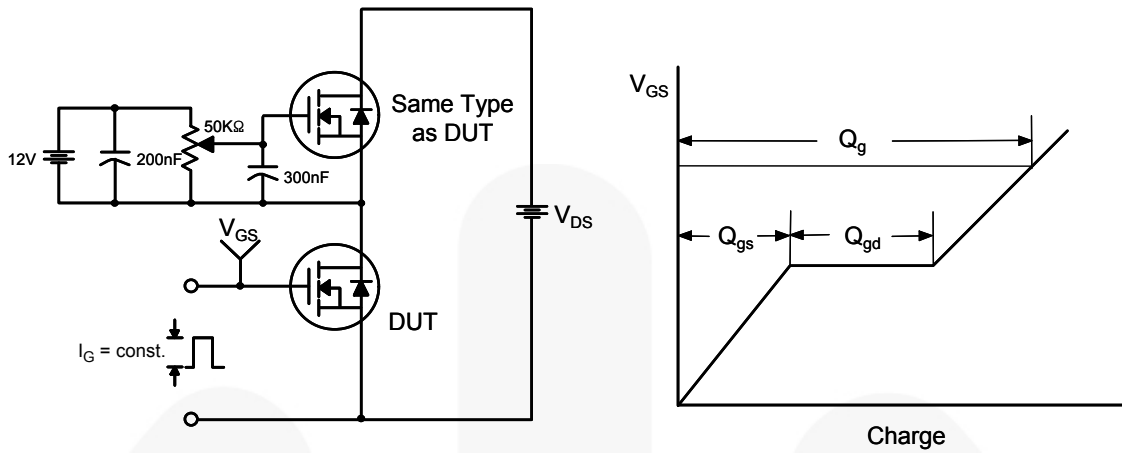 12V
200nF
50KΩ
300nF
Same Type
as DUT
V_DS
V_GS
DUT
I_G = const.
V_GS
Q_g
Q_gs
Q_gd
Charge